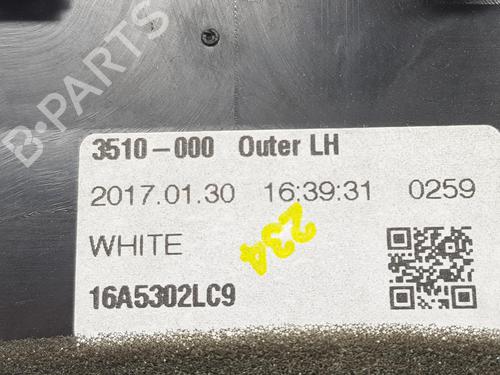 B-PARTS
3510-000 Outer LH
2017.01.30 16:39:31 0259
WHITE
234
16A5302LC9